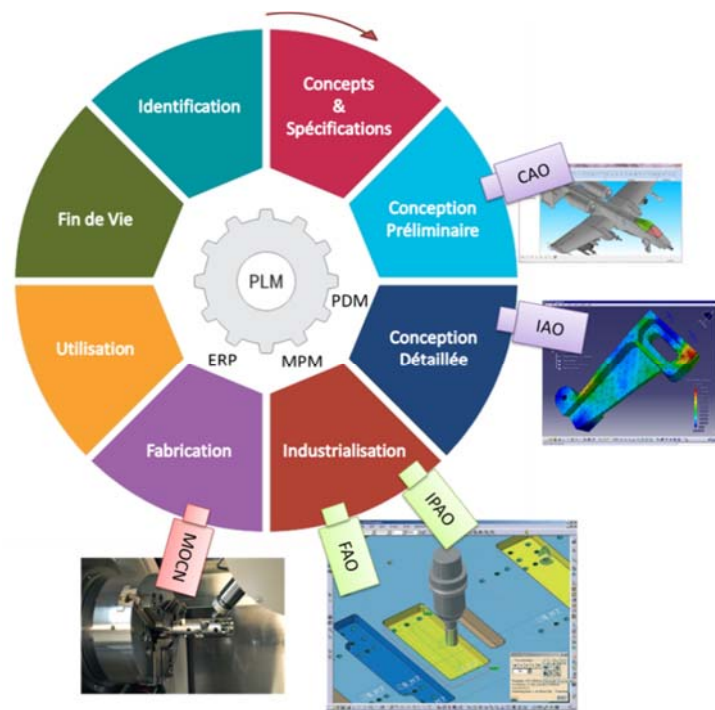 Identification
Concepts
&
Spécifications
CAO
Fin de Vie
Conception
Préliminaire
PLM
PDM
IAO
Utilisation
Conception
Détaillée
ERP
MPM
Fabrication
Industrialisation
IPAO
FAO
MOCN